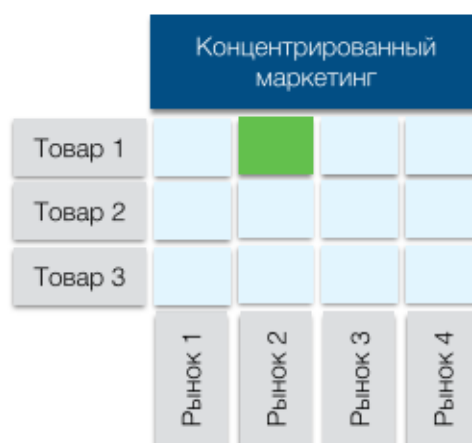 Концентрированный
маркетинг
Товар 1
Товар 2
Товар 3
Рынок 1
Рынок 2
Рынок 3
Рынок 4